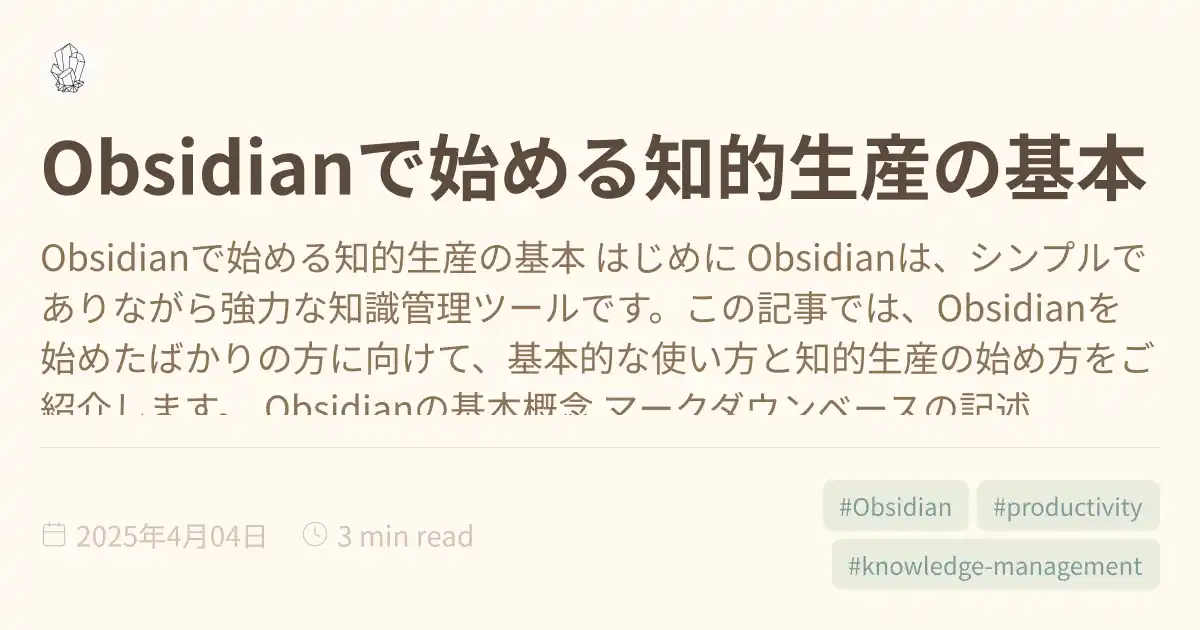 Obsidianで始める知的生産の基本
Obsidianで始める知的生産の基本 はじめに Obsidianは、シンプルで
ありながら強力な知識管理ツールです。この記事では、Obsidianを
始めたばかりの方に向けて、基本的な使い方と知的生産の始め方をご
紹介します。 Obsidianの基本概念 マークダウンベースの記述
2025年4月04日
3 min read
#Obsidian
#productivity
#knowledge-management